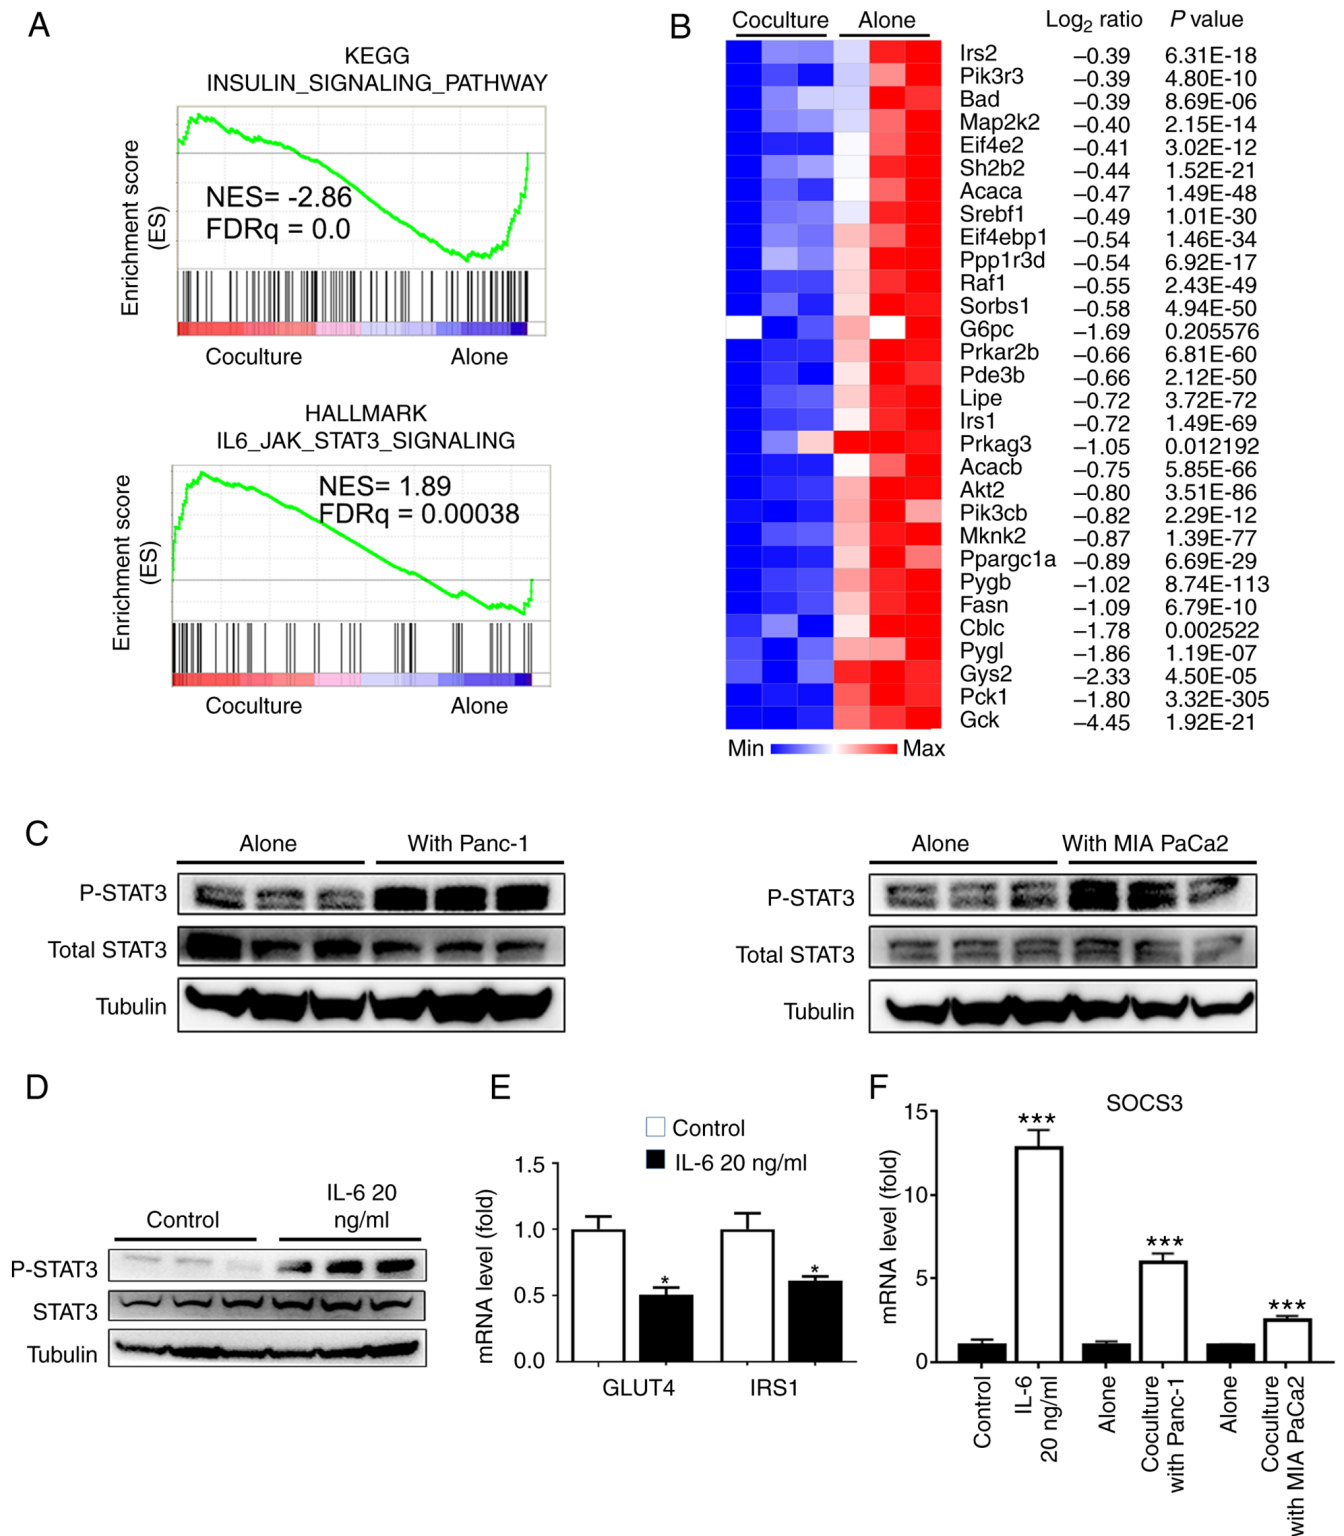 A
KEGG
INSULIN_SIGNALING_PATHWAY
Enrichment score
(ES)
NES= -2.86
FDRq = 0.0
Coculture Alone
HALLMARK
IL6_JAK_STAT3_SIGNALING
Enrichment score
(ES)
NES= 1.89
FDRq = 0.00038
Coculture Alone
B
Coculture Alone Log2 ratio P value
Irs2 −0.39 6.31E-18
Pik3r3 −0.39 4.80E-10
Bad −0.39 8.69E-06
Map2k2 −0.40 2.15E-14
Eif4e2 −0.41 3.02E-12
Sh2b2 −0.44 1.52E-21
Acaca −0.47 1.49E-48
Srebf1 −0.49 1.01E-30
Eif4ebp1 −0.54 1.46E-34
Ppp1r3d −0.54 6.92E-17
Raf1 −0.55 2.43E-49
Sorbs1 −0.58 4.94E-50
G6pc −1.69 0.205576
Prkar2b −0.66 6.81E-60
Pde3b −0.66 2.12E-50
Lipe −0.72 3.72E-72
Irs1 −0.72 1.49E-69
Prkag3 −1.05 0.012192
Acacb −0.75 5.85E-66
Akt2 −0.80 3.51E-86
Pik3cb −0.82 2.29E-12
Mknk2 −0.87 1.39E-77
Ppargc1a −0.89 6.69E-29
Pygb −1.02 8.74E-113
Fasn −1.09 6.79E-10
Cblc −1.78 0.002522
Pygl −1.86 1.19E-07
Gys2 −2.33 4.50E-05
Pck1 −1.80 3.32E-305
Gck −4.45 1.92E-21
Min Max
C
Alone With Panc-1
P-STAT3
Total STAT3
Tubulin
Alone With MIA PaCa2
P-STAT3
Total STAT3
Tubulin
D
Control IL-6 20
ng/ml
P-STAT3
STAT3
Tubulin
E
Control
IL-6 20 ng/ml
mRNA level (fold)
1.5
1.0
0.5
0.0
*
*
GLUT4 IRS1
F
SOCS3
mRNA level (fold)
15
10
5
0
***
***
***
Control
IL-6
20 ng/ml
Alone
Coculture
with Panc-1
Alone
Coculture
with MIA PaCa2